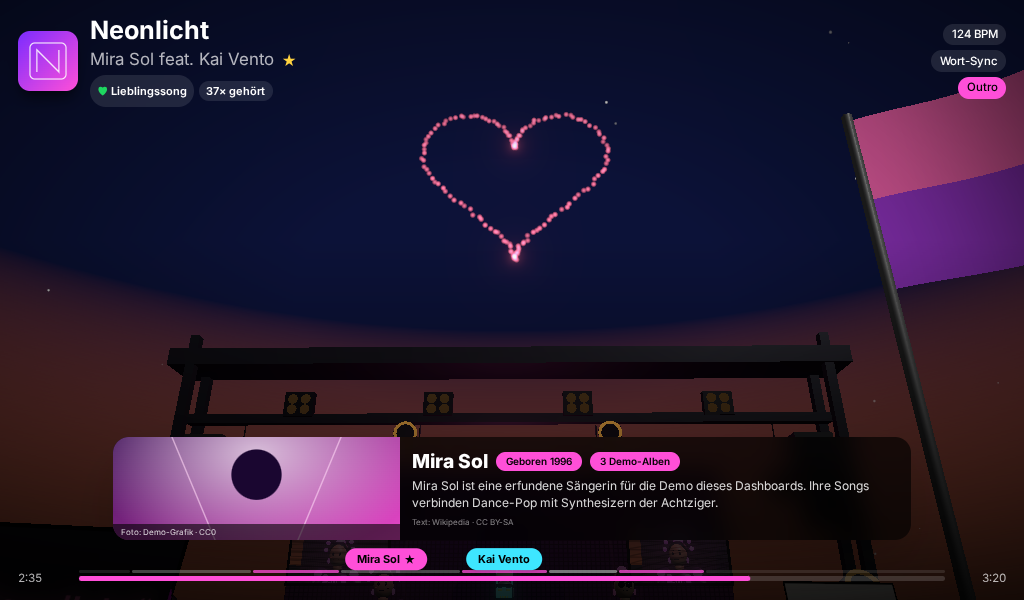 Neonlicht
Mira Sol feat. Kai Vento ★
Lieblingssong
37× gehört
124 BPM
Wort-Sync
Outro
N
Mira Sol
Geboren 1996
3 Demo-Alben
Mira Sol ist eine erfundene Sängerin für die Demo dieses Dashboards. Ihre Songs
verbinden Dance-Pop mit Synthesizern der Achtziger.
Text: Wikipedia · CC BY-SA
Foto: Demo-Grafik · CC0
Mira Sol ★
Kai Vento
2:35
3:20